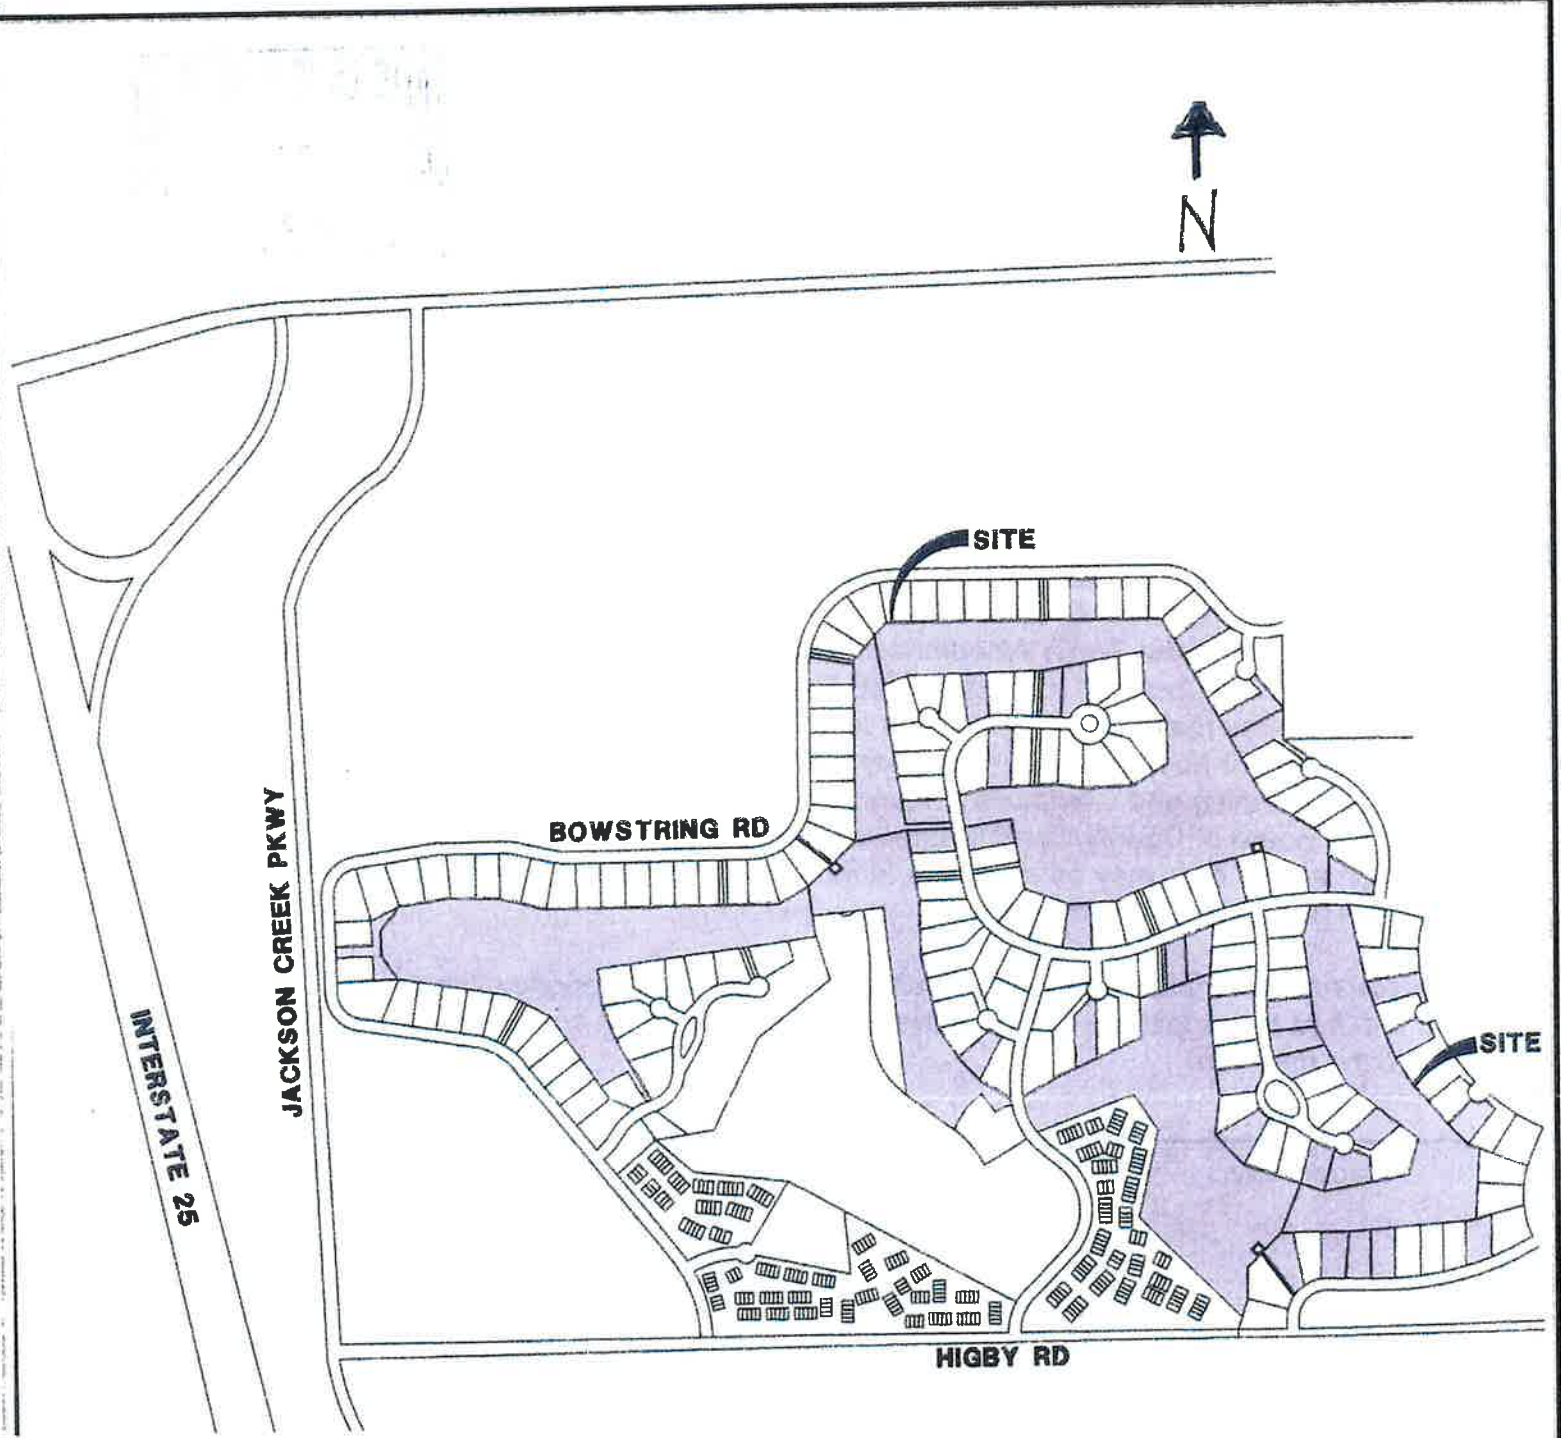 N
SITE
BOWSTRING RD
JACKSON CREEK PKWY
INTERSTATE 25
SITE
HIGBY RD